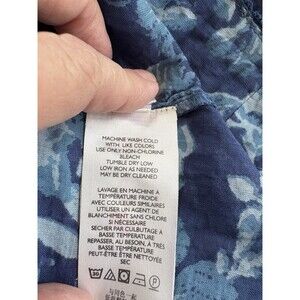 MACHINE WASH COLD
WITH LIKE COLORS
USE ONLY NON-CHLORINE
BLEACH
TUMBLE DRY LOW
LOW IRON AS NEEDED
MAY BE DRY CLEANED
LAVAGE EN MACHINE À
TEMPÉRATURE FROIDE
AVEC COULEURS SIMILAIRES
UTILISER UN AGENT DE
BLANCHIMENT SANS CHLORE
SI NÉCESSAIRE
SÉCHER PAR CULBUTAGE À
BASSE TEMPÉRATURE
REPASSER, AU BESOIN, À
BASSE TEMPÉRATURE
PEUT-ÊTRE NETTOYÉ
SEC
30